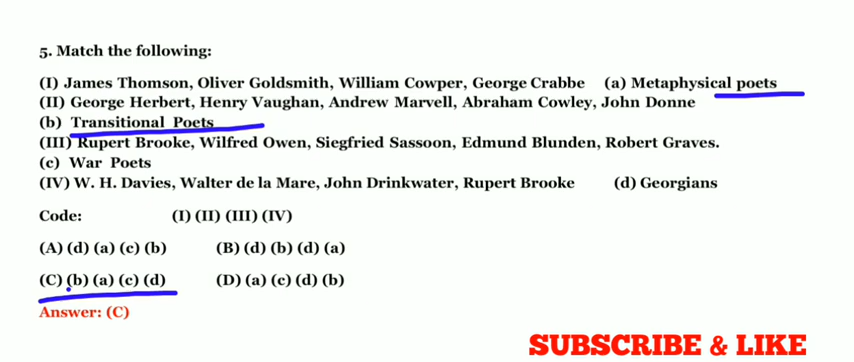 5. Match the following:
(I) James Thomson, Oliver Goldsmith, William Cowper, George Crabbe (a) Metaphysical poets
(II) George Herbert, Henry Vaughan, Andrew Marvell, Abraham Cowley, John Donne
(b) Transitional Poets
(III) Rupert Brooke, Wilfred Owen, Siegfried Sassoon, Edmund Blunden, Robert Graves.
(c) War Poets
(IV) W. H. Davies, Walter de la Mare, John Drinkwater, Rupert Brooke (d) Georgians
Code: (I) (II) (III) (IV)
(A) (d) (a) (c) (b) (B) (d) (b) (d) (a)
(C) (b) (a) (c) (d) (D) (a) (c) (d) (b)
Answer: (C)
SUBSCRIBE & LIKE